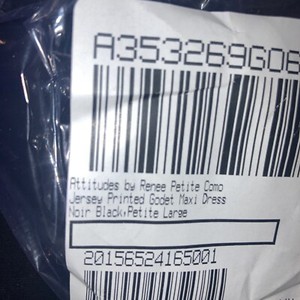 A353269G06
Attitudes by Renee Petite Como
Jersey Printed Godet Maxi Dress
Noir Black,Petite Large
20156524165001